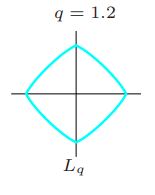 q = 1.2
L_q